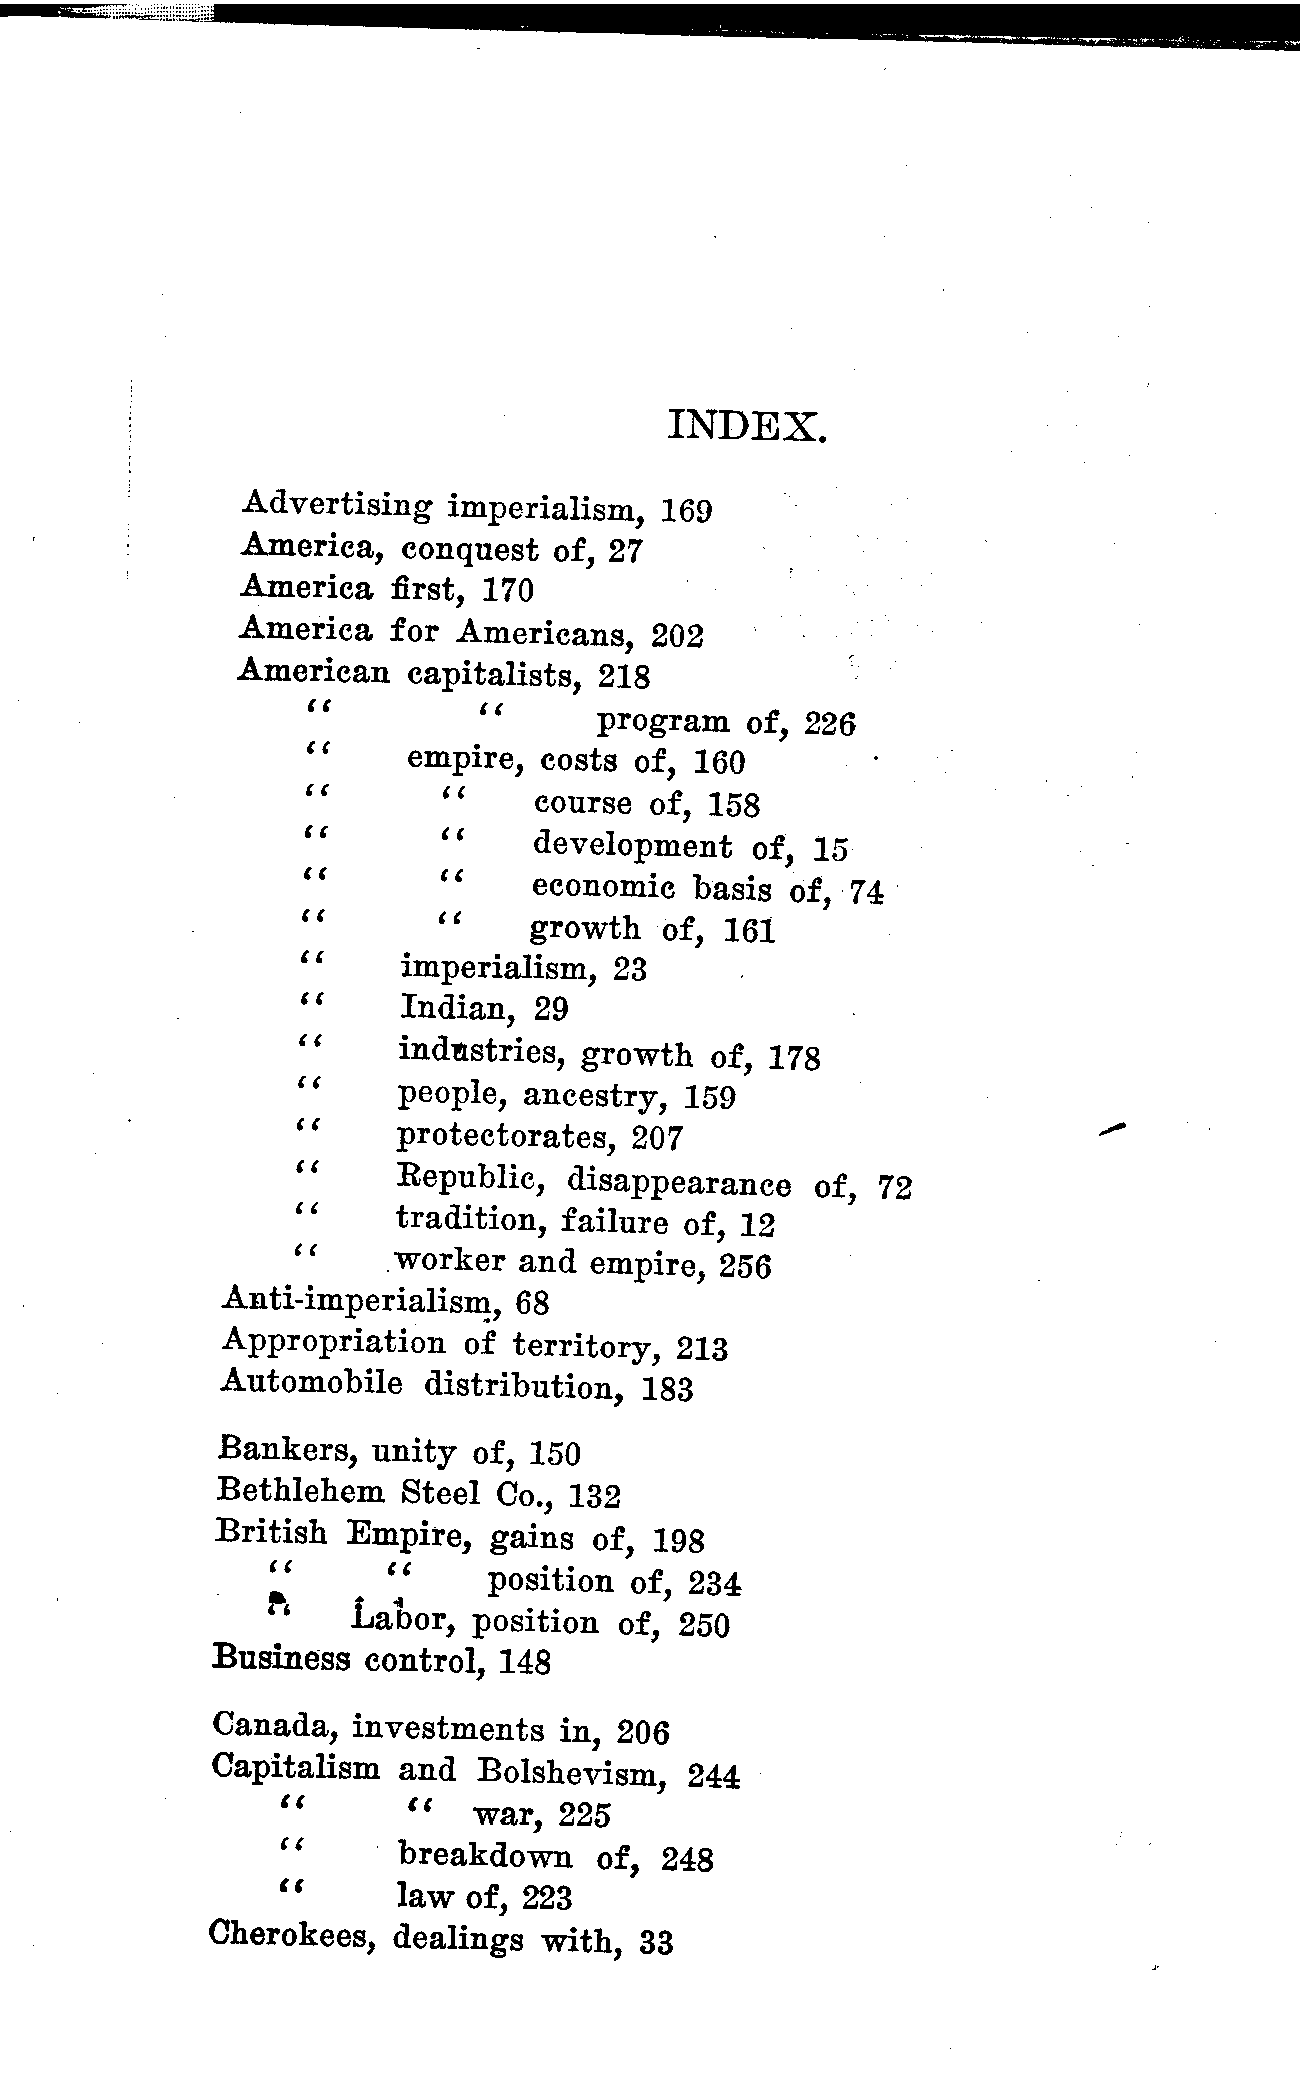 INDEX.
Advertising imperialism, 169
America, conquest of, 27
America first, 170
America for Americans, 202
American capitalists, 218
“ “ program of, 226
“ empire, costs of, 160
“ “ course of, 158
“ “ development of, 15
“ “ economic basis of, 74
“ “ growth of, 161
“ imperialism, 23
“ Indian, 29
“ industries, growth of, 178
“ people, ancestry, 159
“ protectorates, 207
“ Republic, disappearance of, 72
“ tradition, failure of, 12
“ worker and empire, 256
Anti-imperialism, 68
Appropriation of territory, 213
Automobile distribution, 183
Bankers, unity of, 150
Bethlehem Steel Co., 132
British Empire, gains of, 198
“ “ position of, 234
“ Labor, position of, 250
Business control, 148
Canada, investments in, 206
Capitalism and Bolshevism, 244
“ “ war, 225
“ breakdown of, 248
“ law of, 223
Cherokees, dealings with, 33